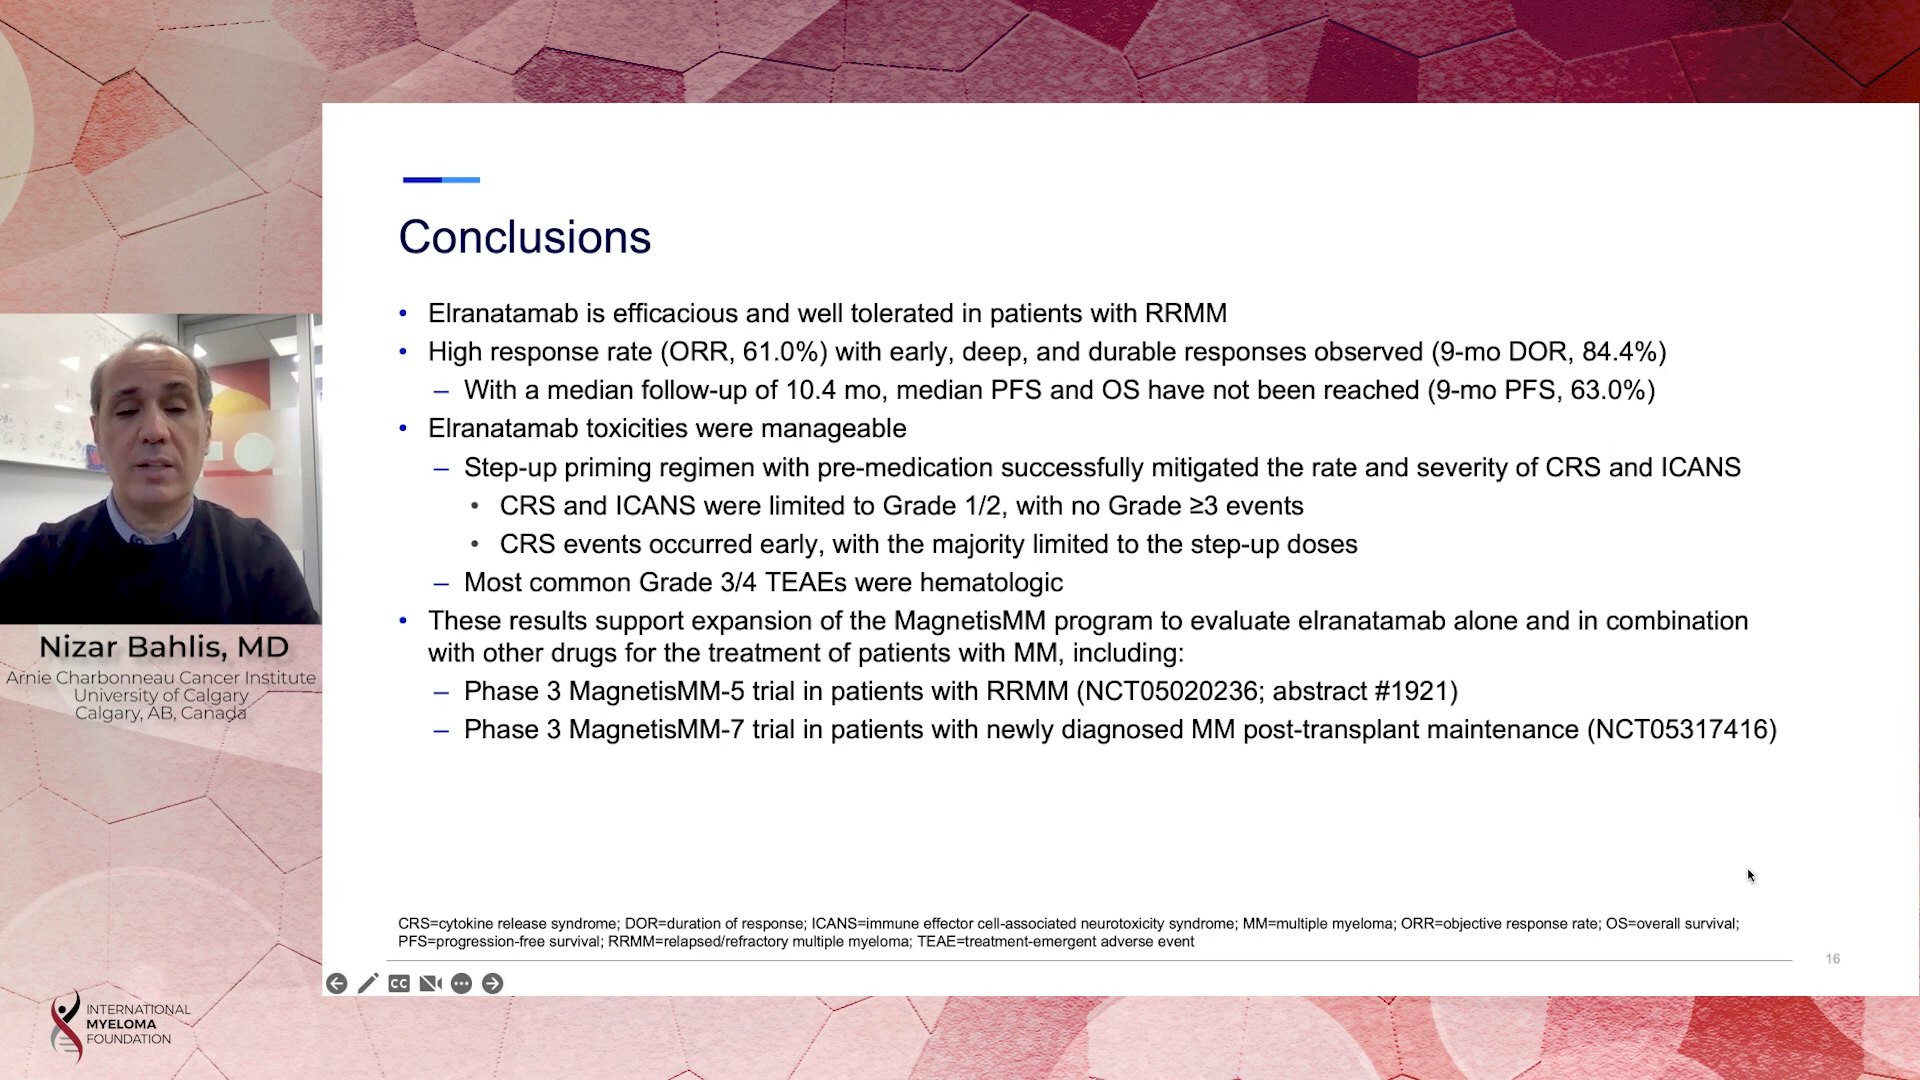 Conclusions
• Elranatamab is efficacious and well tolerated in patients with RRMM
• High response rate (ORR, 61.0%) with early, deep, and durable responses observed (9-mo DOR, 84.4%)
– With a median follow-up of 10.4 mo, median PFS and OS have not been reached (9-mo PFS, 63.0%)
• Elranatamab toxicities were manageable
– Step-up priming regimen with pre-medication successfully mitigated the rate and severity of CRS and ICANS
• CRS and ICANS were limited to Grade 1/2, with no Grade ≥3 events
• CRS events occurred early, with the majority limited to the step-up doses
– Most common Grade 3/4 TEAEs were hematologic
• These results support expansion of the MagnetisMM program to evaluate elranatamab alone and in combination
with other drugs for the treatment of patients with MM, including:
– Phase 3 MagnetisMM-5 trial in patients with RRMM (NCT05020236; abstract #1921)
– Phase 3 MagnetisMM-7 trial in patients with newly diagnosed MM post-transplant maintenance (NCT05317416)
CRS=cytokine release syndrome; DOR=duration of response; ICANS=immune effector cell-associated neurotoxicity syndrome; MM=multiple myeloma; ORR=objective response rate; OS=overall survival;
PFS=progression-free survival; RRMM=relapsed/refractory multiple myeloma; TEAE=treatment-emergent adverse event
16
CC
Nizar Bahlis, MD
Arnie Charbonneau Cancer Institute
University of Calgary
Calgary, AB, Canada
INTERNATIONAL
MYELOMA
FOUNDATION